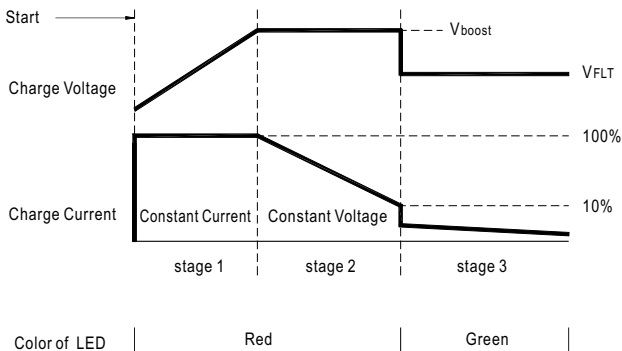 Start
Vboost
Charge Voltage
VFLT
100%
Charge Current
Constant Current
Constant Voltage
10%
stage 1
stage 2
stage 3
Color of LED
Red
Green